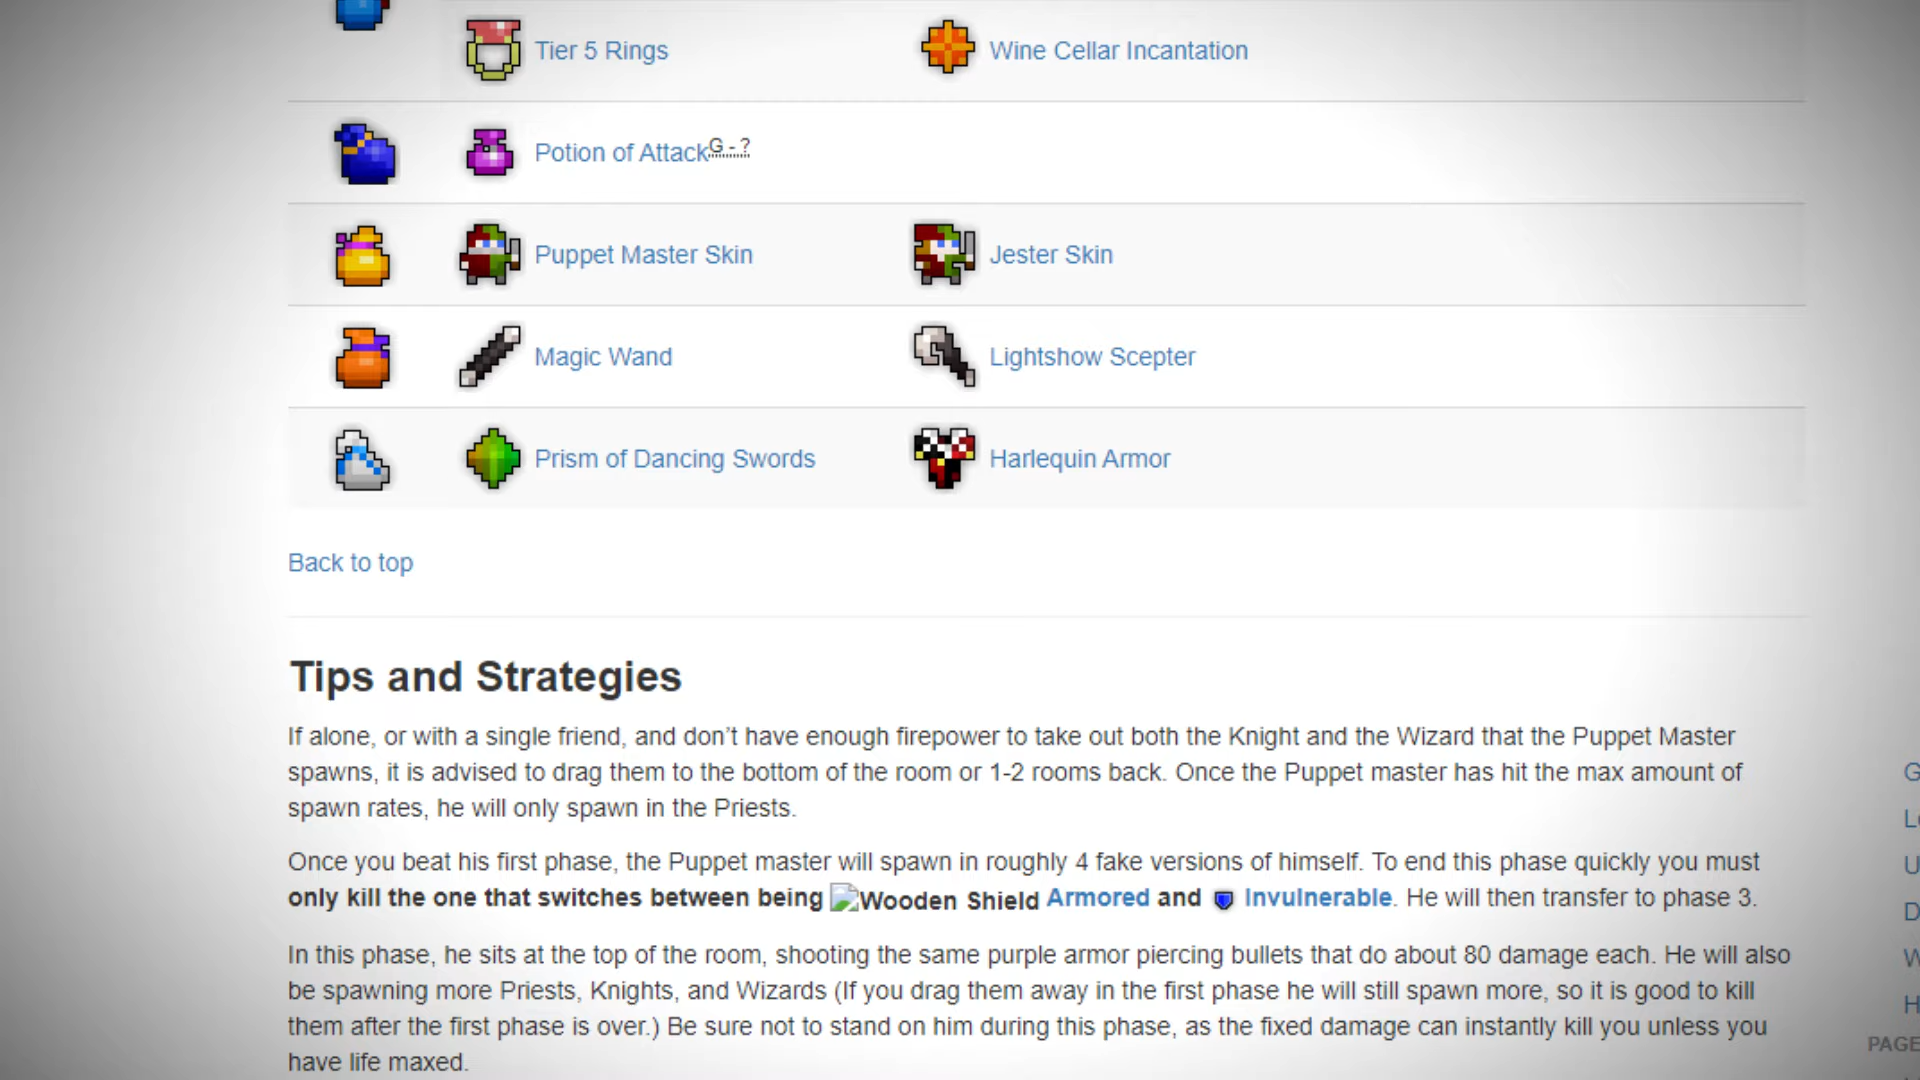 Tier 5 Rings
Wine Cellar Incantation
Potion of AttackG - ?
Puppet Master Skin
Jester Skin
Magic Wand
Lightshow Scepter
Prism of Dancing Swords
Harlequin Armor
Back to top
Tips and Strategies
If alone, or with a single friend, and don’t have enough firepower to take out both the Knight and the Wizard that the Puppet Master
spawns, it is advised to drag them to the bottom of the room or 1-2 rooms back. Once the Puppet master has hit the max amount of
spawn rates, he will only spawn in the Priests.
Once you beat his first phase, the Puppet master will spawn in roughly 4 fake versions of himself. To end this phase quickly you must
only kill the one that switches between being Wooden Shield Armored and Invulnerable. He will then transfer to phase 3.
In this phase, he sits at the top of the room, shooting the same purple armor piercing bullets that do about 80 damage each. He will also
be spawning more Priests, Knights, and Wizards (If you drag them away in the first phase he will still spawn more, so it is good to kill
them after the first phase is over.) Be sure not to stand on him during this phase, as the fixed damage can instantly kill you unless you
have life maxed.
PAGE